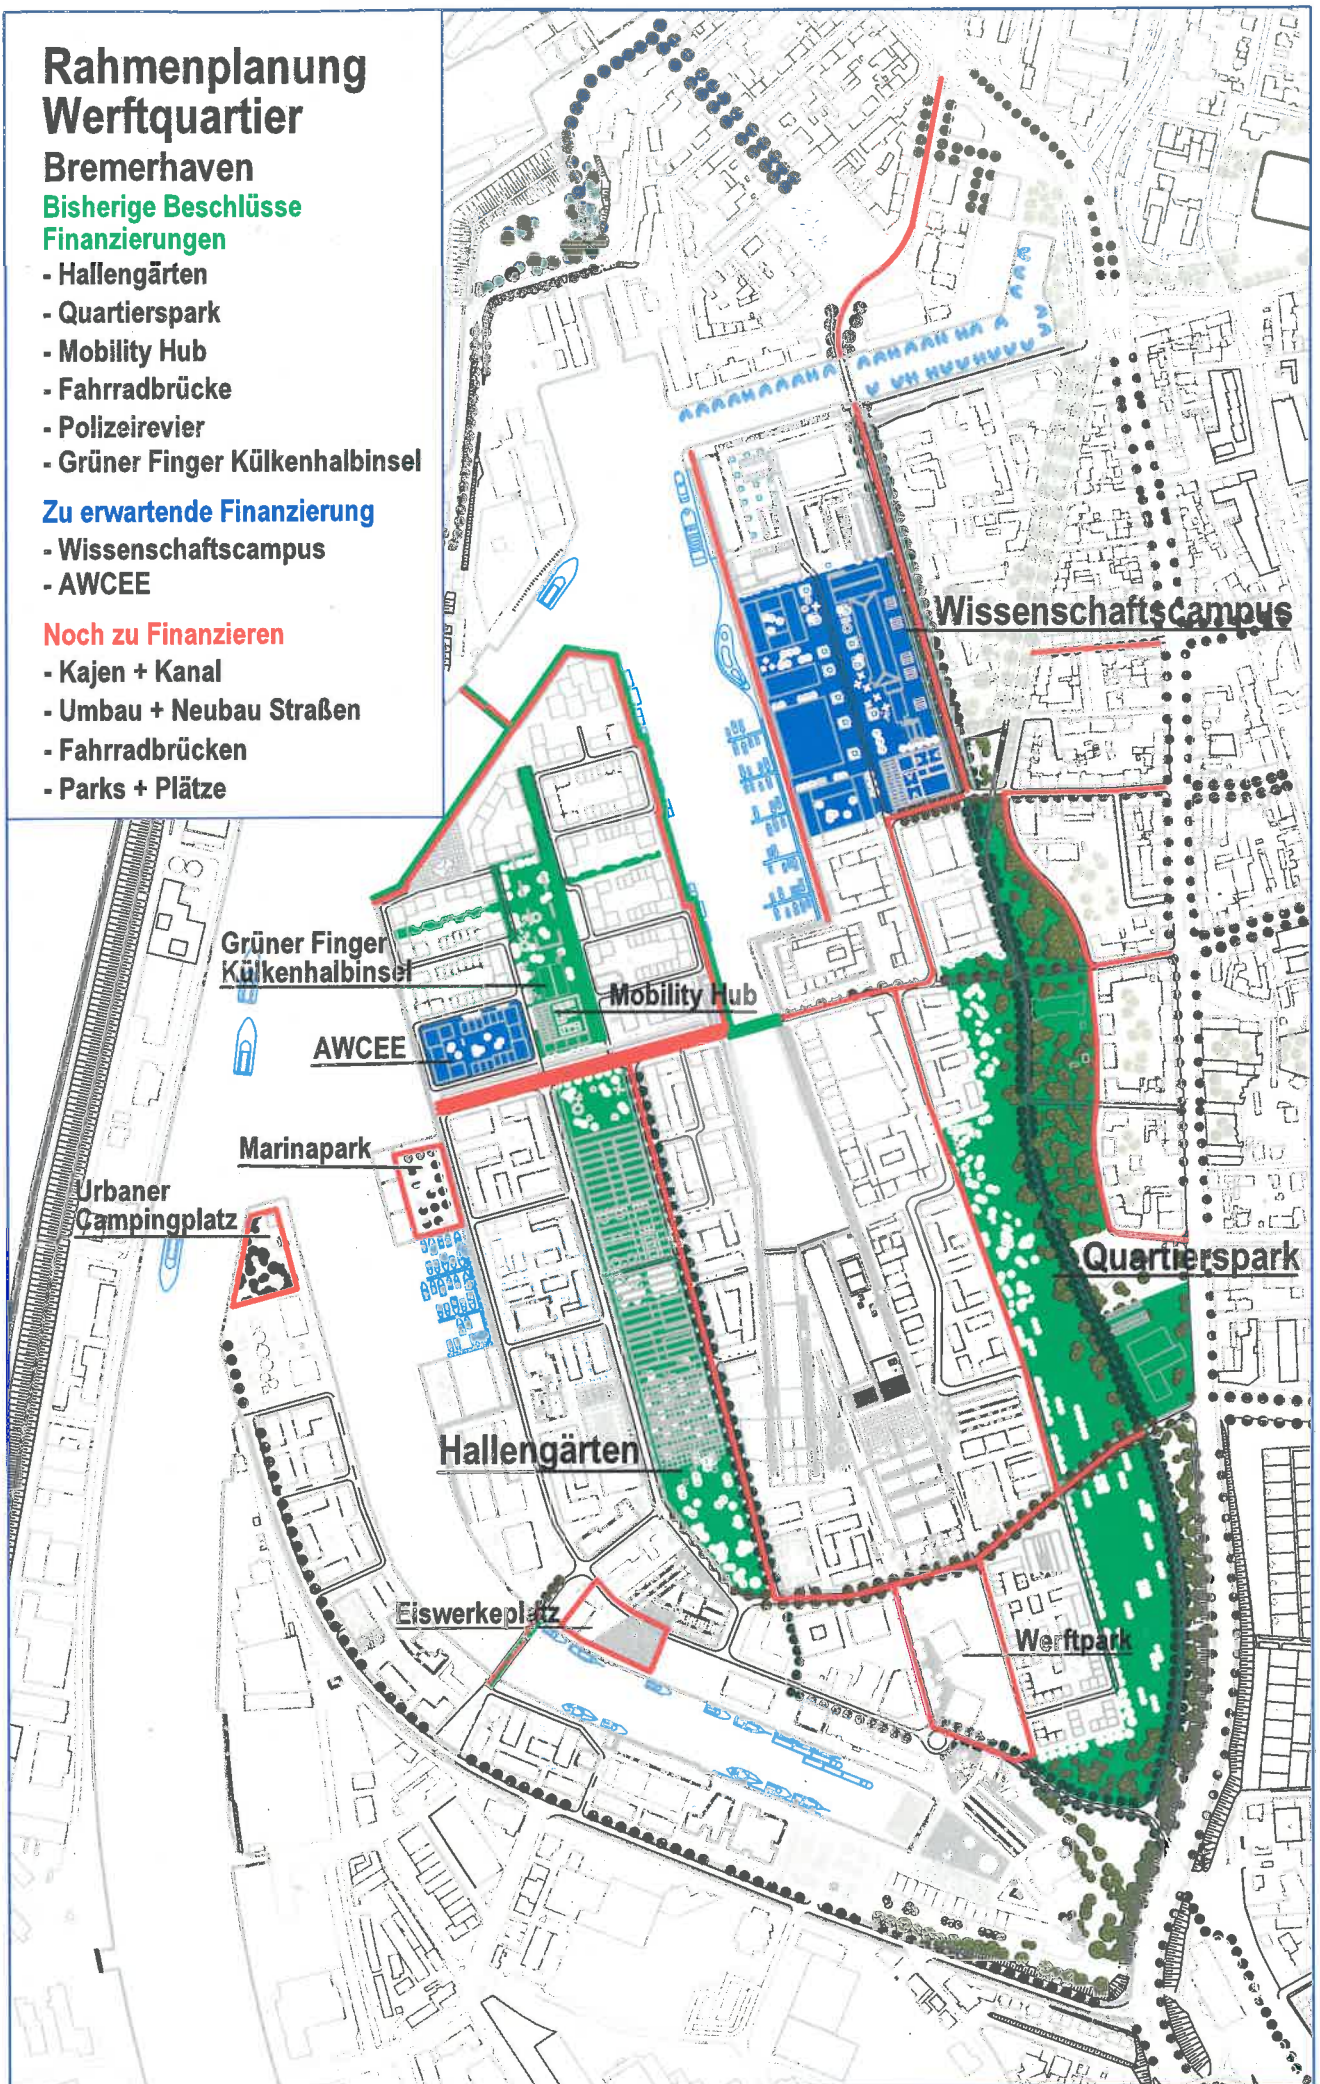 Rahmenplanung
Werftquartier
Bremerhaven
Bisherige Beschlüsse
Finanzierungen
- Hallengärten
- Quartierspark
- Mobility Hub
- Fahrradbrücke
- Polizeirevier
- Grüner Finger Külkenhalbinsel
Zu erwartende Finanzierung
- Wissenschaftscampus
- AWCEE
Noch zu Finanzieren
- Kajen + Kanal
- Umbau + Neubau Straßen
- Fahrradbrücken
- Parks + Plätze
Wissenschaftscampus
Grüner Finger
Külkenhalbinsel
Mobility Hub
AWCEE
Marinapark
Urbaner
Campingplatz
Quartierspark
Hallengärten
Eiswerkeplatz
Werftpark